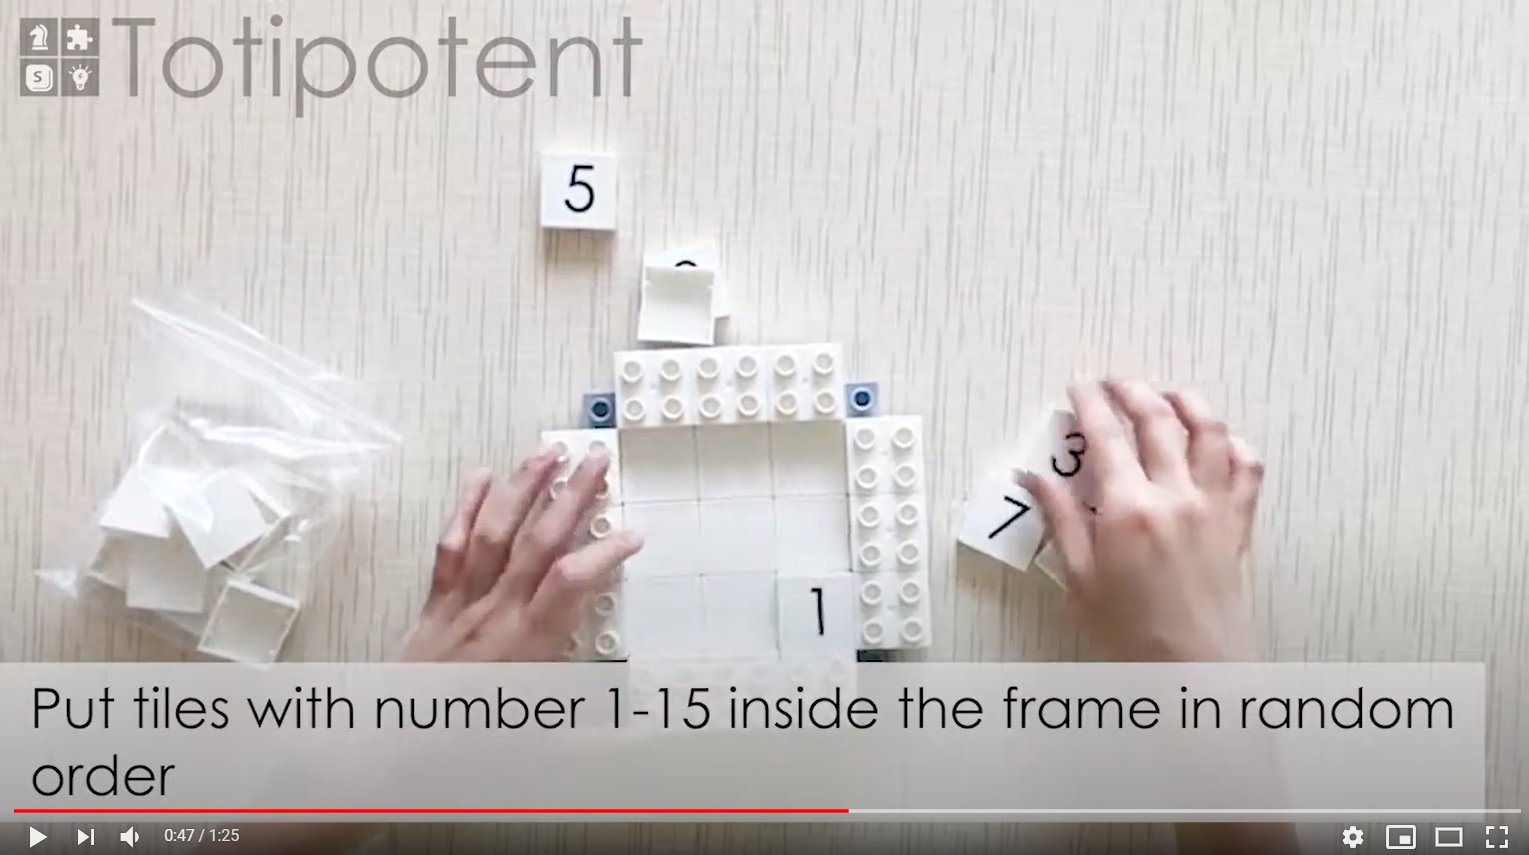 S
Totipotent
5
3
7
1
Put tiles with number 1-15 inside the frame in random
order
0:47 / 1:25